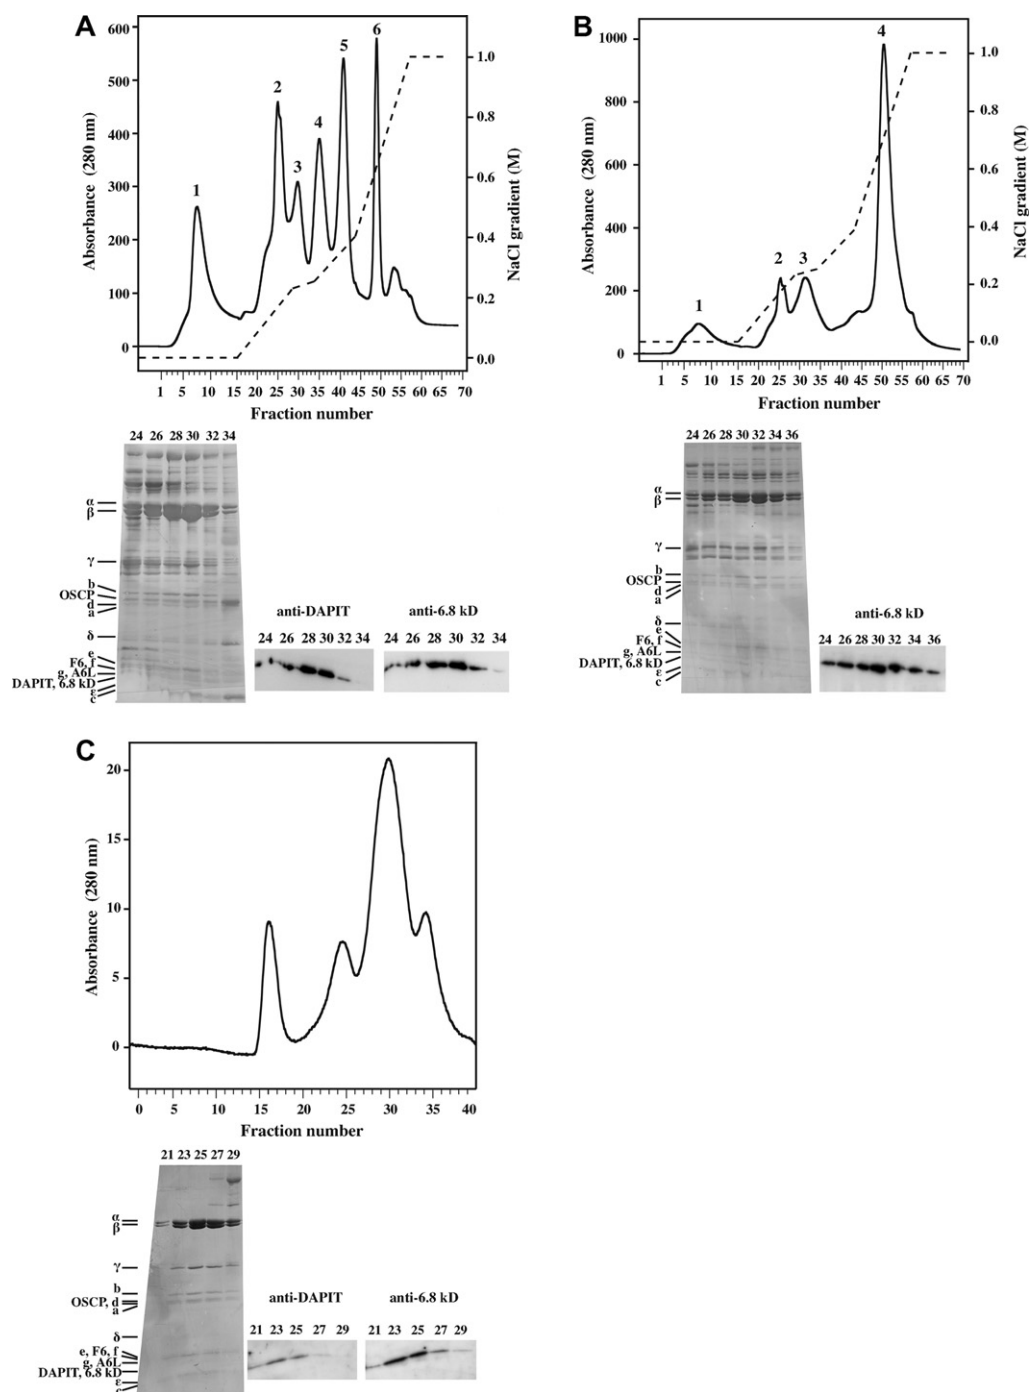 A
600
500
400
300
200
100
0
Absorbance (280 nm)
1
2
3
4
5
6
1.0
0.8
0.6
0.4
0.2
0.0
NaCl gradient (M)
1 5 10 15 20 25 30 35 40 45 49 55 60 65 70
Fraction number
24 26 28 30 32 34
α
β
γ
b
OSCP
d
a
δ
e
F6, f
g, A6L
DAPIT, 6.8 kD
ε
c
anti-DAPIT
24 26 28 30 32 34
anti-6.8 kD
24 26 28 30 32 34
B
1000
800
600
400
200
0
Absorbance (280 nm)
1
2
3
4
1.0
0.8
0.6
0.4
0.2
0.0
NaCl gradient (M)
1 5 10 15 20 25 30 35 40 45 50 55 60 65 70
Fraction number
24 26 28 30 32 34 36
α
β
γ
b
OSCP
d
a
δ
e
F6, f
g, A6L
DAPIT, 6.8 kD
ε
c
anti-6.8 kD
24 26 28 30 32 34 36
C
20
15
10
5
0
Absorbance (280 nm)
0 5 10 15 20 25 30 35 40
Fraction number
21 23 25 27 29
α
β
γ
b
OSCP, d
a
δ
e, F6, f
g, A6L
DAPIT, 6.8 kD
ε
c
anti-DAPIT
21 23 25 27 29
anti-6.8 kD
21 23 25 27 29